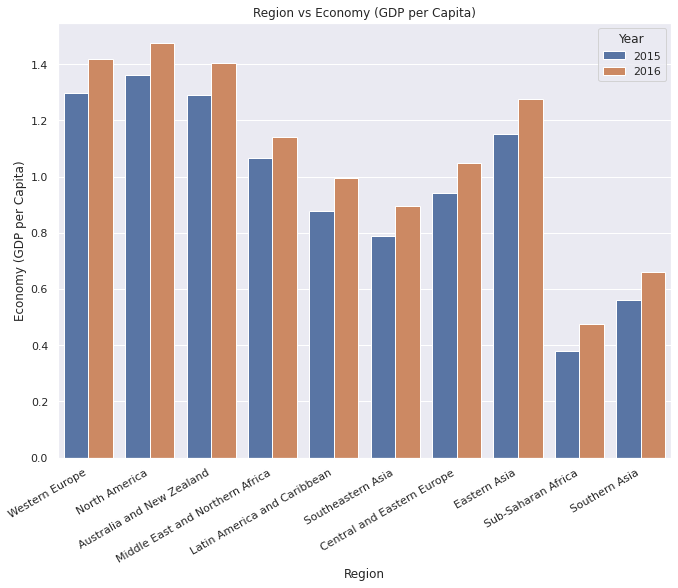 Region vs Economy (GDP per Capita)
Year
2015
2016
Economy (GDP per Capita)
1.4
1.2
1.0
0.8
0.6
0.4
0.2
0.0
Western Europe
North America
Australia and New Zealand
Middle East and Northern Africa
Latin America and Caribbean
Southeastern Asia
Central and Eastern Europe
Eastern Asia
Sub-Saharan Africa
Southern Asia
Region